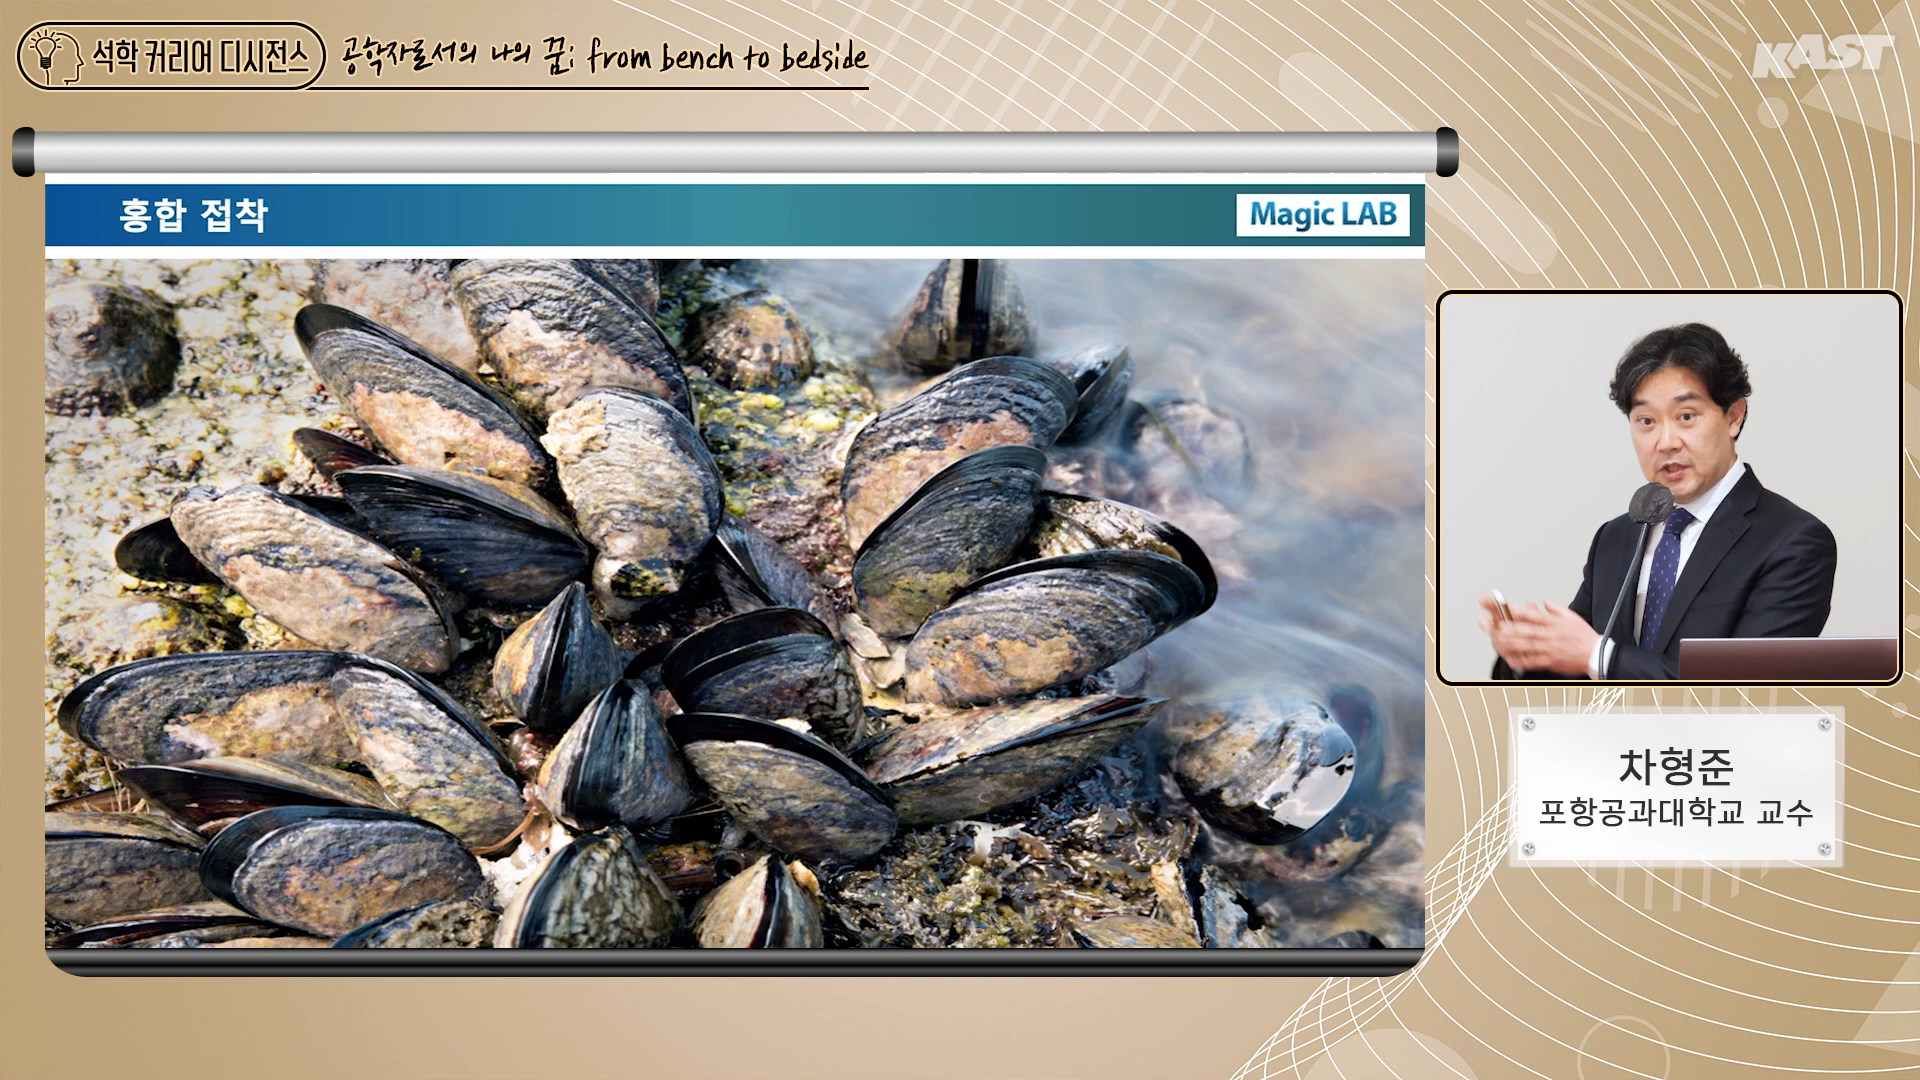 석학 커리어 디시전스
공학자로서의 나의 꿈; from bench to bedside
KAST
홍합 접착
Magic LAB
차형준
포항공과대학교 교수